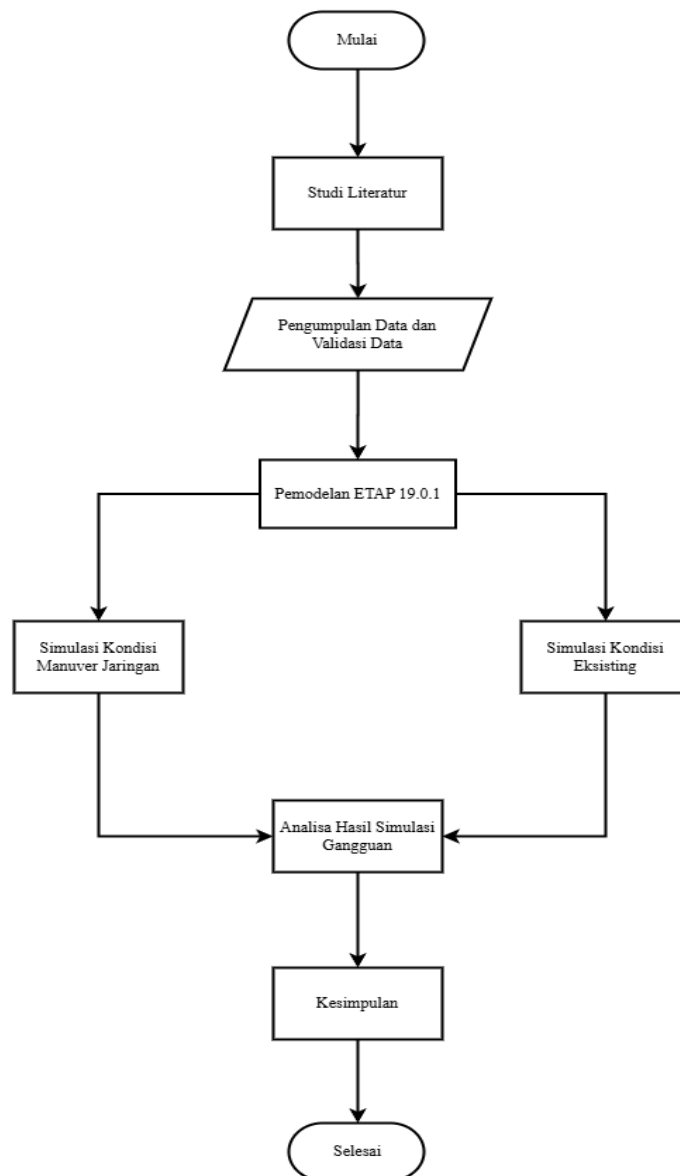 Mulai
Studi Literatur
Pengumpulan Data dan
Validasi Data
Pemodelan ETAP 19.0.1
Simulasi Kondisi
Manuver Jaringan
Simulasi Kondisi
Eksisting
Analisa Hasil Simulasi
Gangguan
Kesimpulan
Selesai